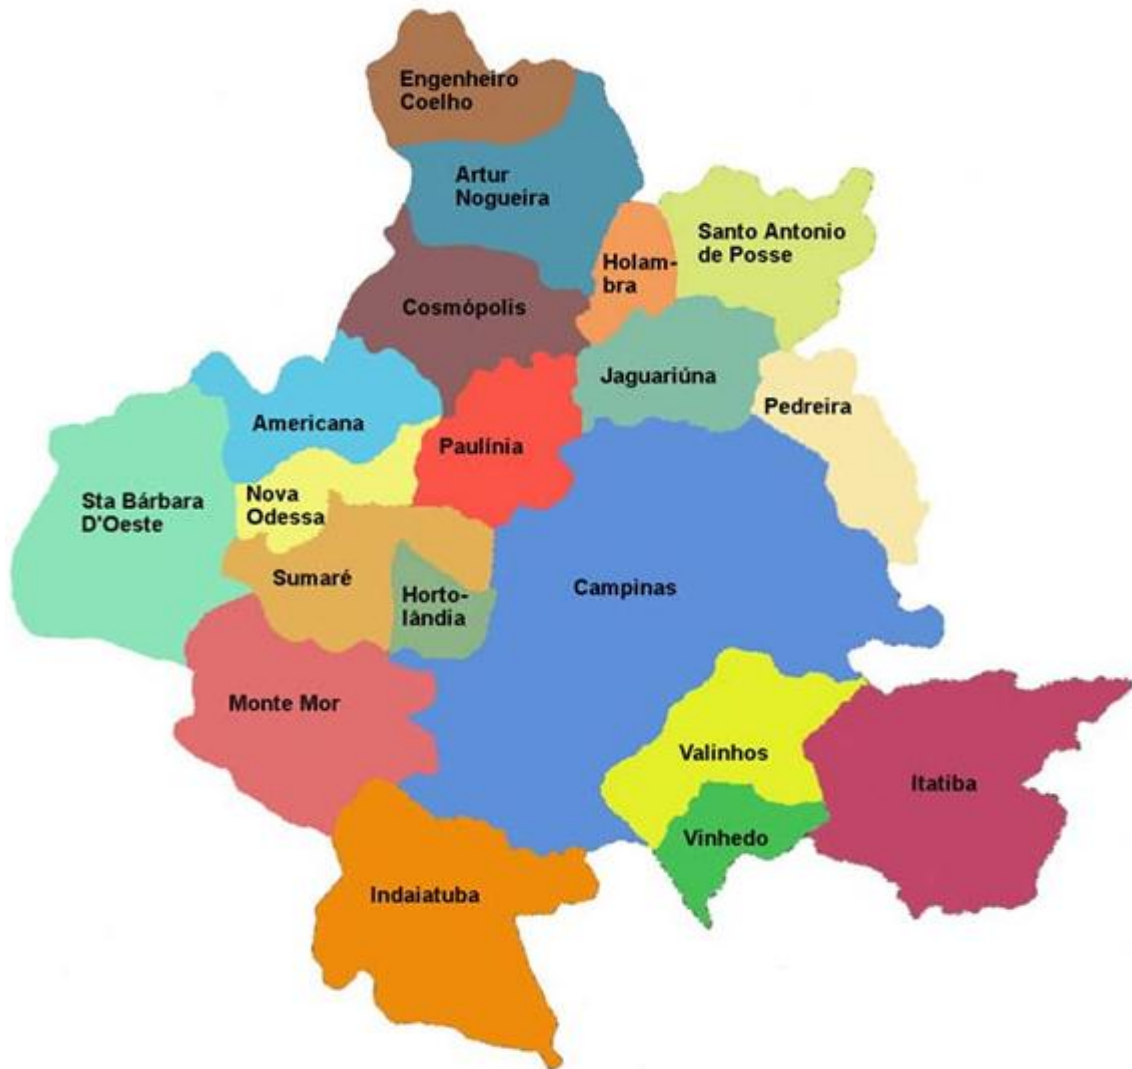 Engenheiro
Coelho
Artur
Nogueira
Santo Antonio
de Posse
Holam-
bra
Cosmópolis
Jaguariúna
Pedreira
Americana
Paulínia
Sta Bárbara
D'Oeste
Nova
Odessa
Sumaré
Horto-
lândia
Campinas
Monte Mor
Valinhos
Itatiba
Vinhedo
Indaiatuba